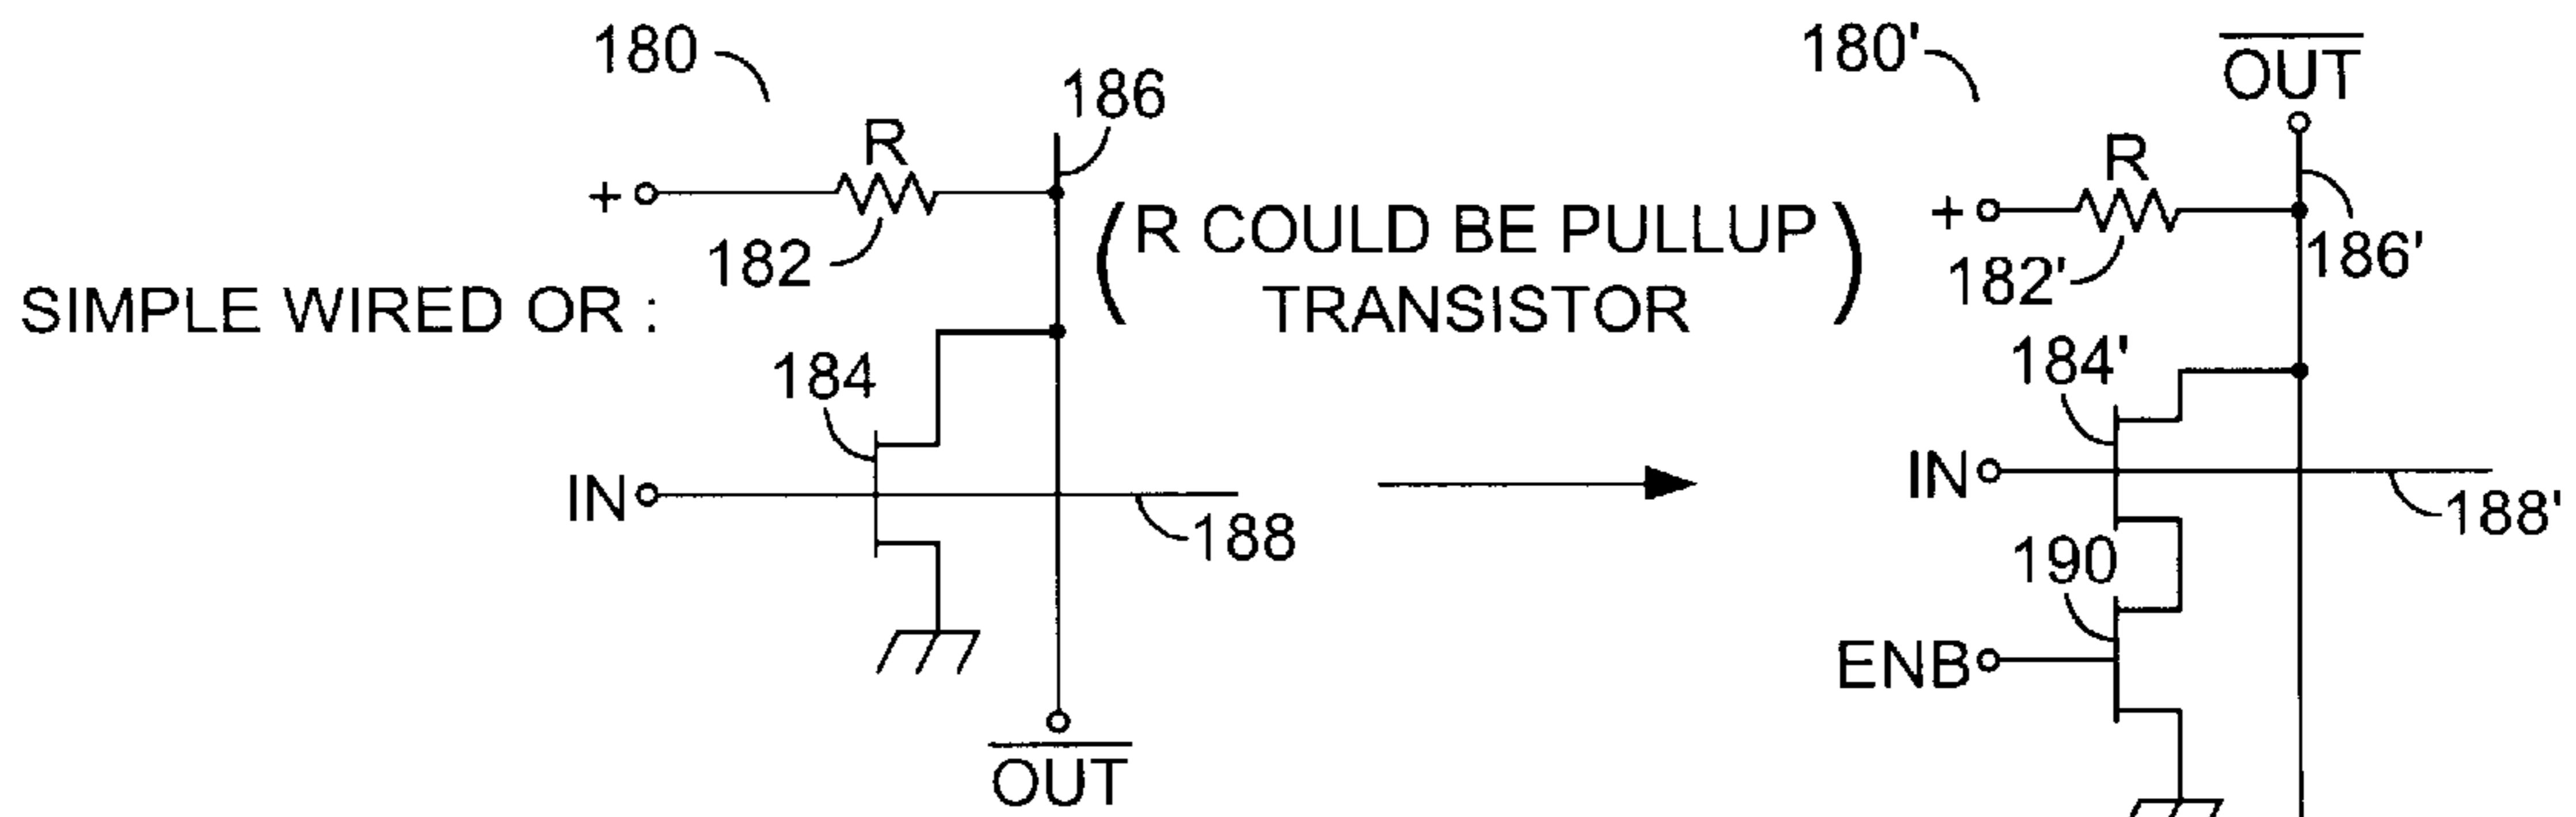 180
186
R
+
182
(R COULD BE PULLUP
TRANSISTOR)
SIMPLE WIRED OR :
184
IN
188
OUT
180'
OUT
R
+
182'
186'
184'
IN
188'
190
ENB